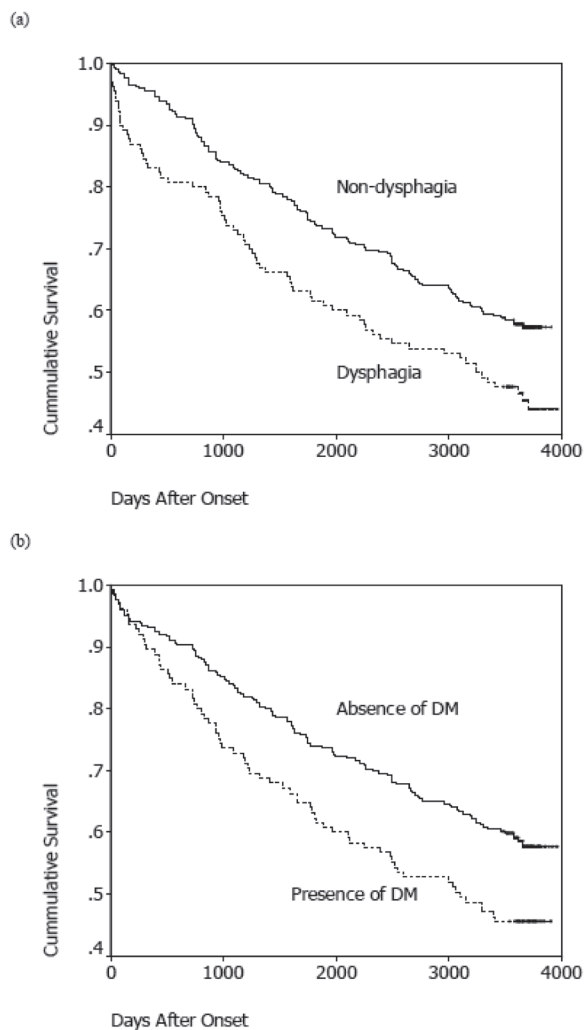 (a)
1.0
.9
.8
.7
.6
.5
.4
Cummulative Survival
Non-dysphagia
Dysphagia
0
1000
2000
3000
4000
Days After Onset
(b)
1.0
.9
.8
.7
.6
.5
.4
Cummulative Survival
Absence of DM
Presence of DM
0
1000
2000
3000
4000
Days After Onset